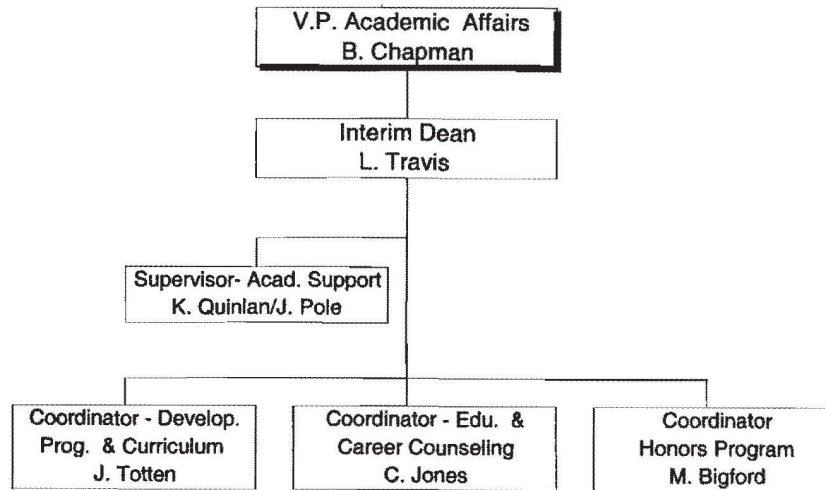 V.P. Academic Affairs
B. Chapman
Interim Dean
L. Travis
Supervisor- Acad. Support
K. Quinlan/J. Pole
Coordinator - Develop.
Prog. & Curriculum
J. Totten
Coordinator - Edu. &
Career Counseling
C. Jones
Coordinator
Honors Program
M. Bigford